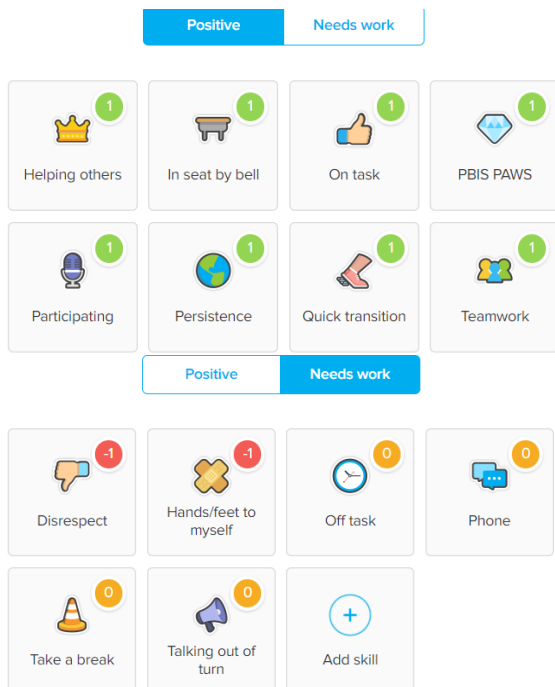 Positive Needs work
1 1 1 1
Helping others In seat by bell On task PBIS PAWS
1 1 1 1
Participating Persistence Quick transition Teamwork
Positive Needs work
-1 -1 0 0
Disrespect Hands/feet to myself Off task Phone
0 0
Take a break Talking out of turn Add skill